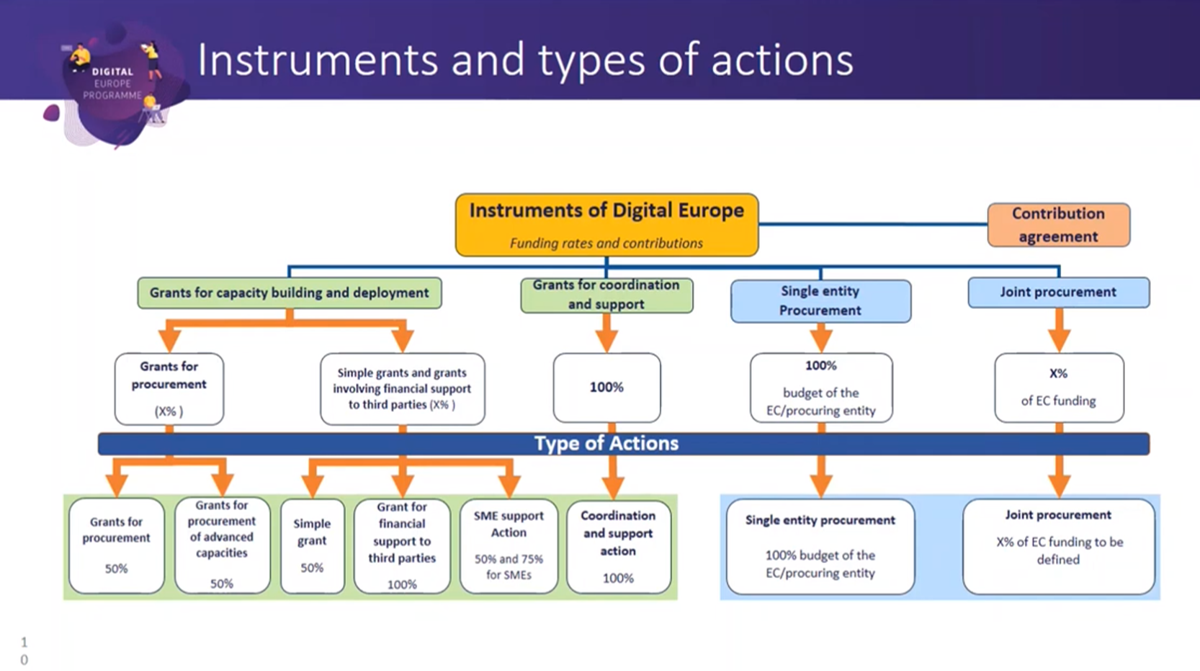 Instruments and types of actions
DIGITAL
EUROPE
PROGRAMME
Instruments of Digital Europe
Funding rates and contributions
Contribution
agreement
Grants for capacity building and deployment
Grants for coordination
and support
Single entity
Procurement
Joint procurement
Grants for
procurement
(X% )
Simple grants and grants
involving financial support
to third parties (X% )
100%
100%
budget of the
EC/procuring entity
X%
of EC funding
Type of Actions
Grants for
procurement
50%
Grants for
procurement
of advanced
capacities
50%
Simple
grant
50%
Grant for
financial
support to
third parties
100%
SME support
Action
50% and 75%
for SMEs
Coordination
and support
action
100%
Single entity procurement
100% budget of the
EC/procuring entity
Joint procurement
X% of EC funding to be
defined
1
0